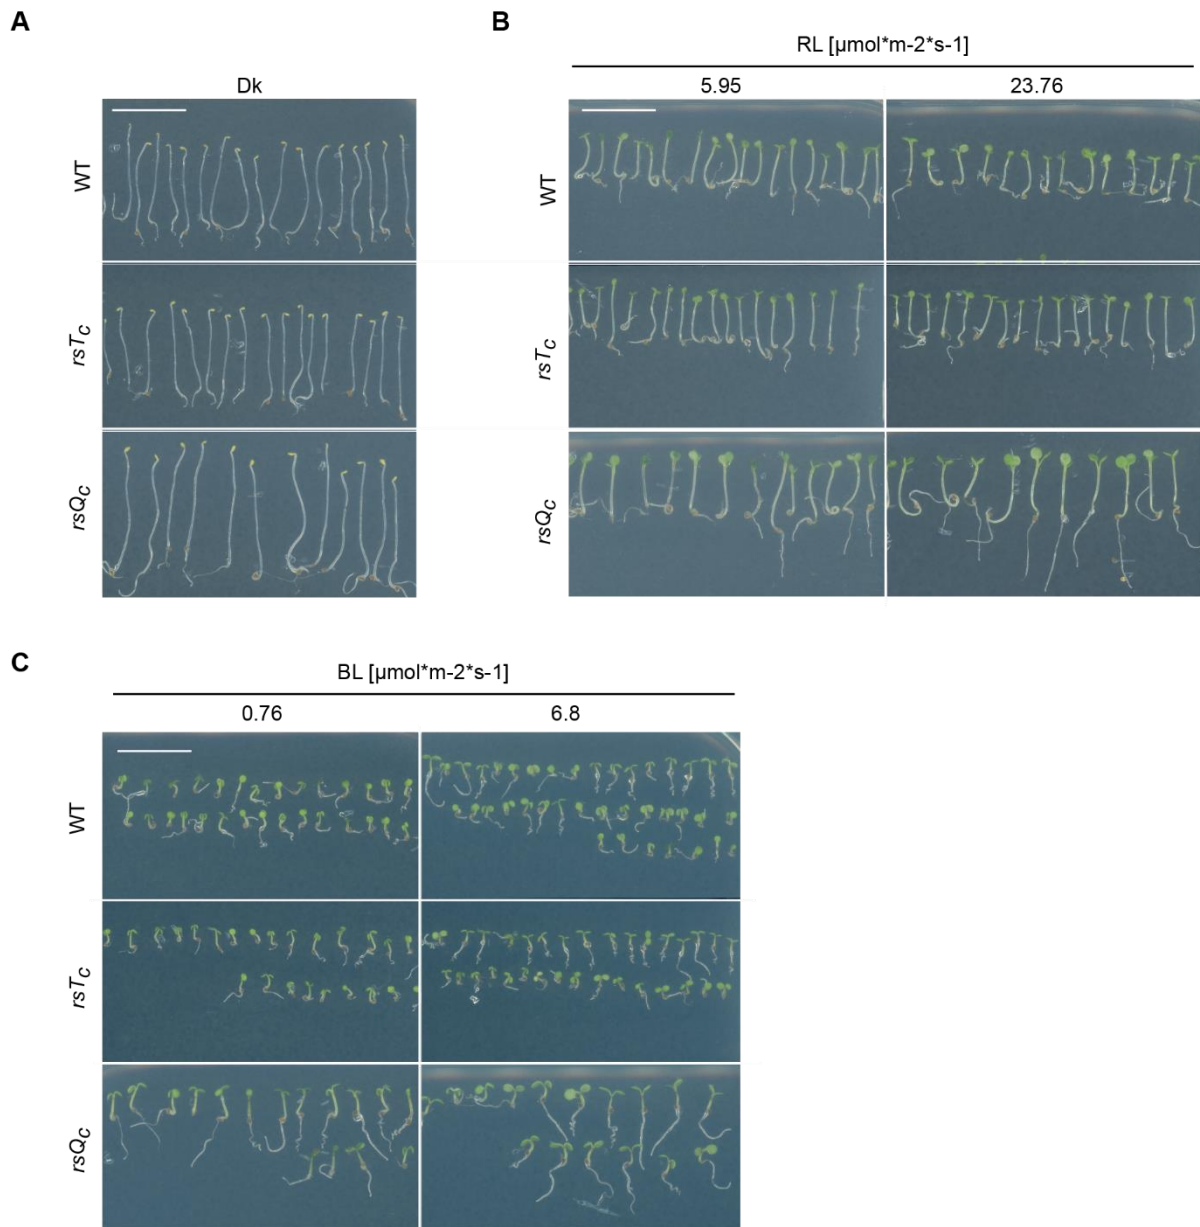 A
B
RL [µmol*m-2*s-1]
Dk
5.95
23.76
WT
WT
rsTc
rsTc
rsQc
rsQc
C
BL [µmol*m-2*s-1]
0.76
6.8
WT
rsTc
rsQc